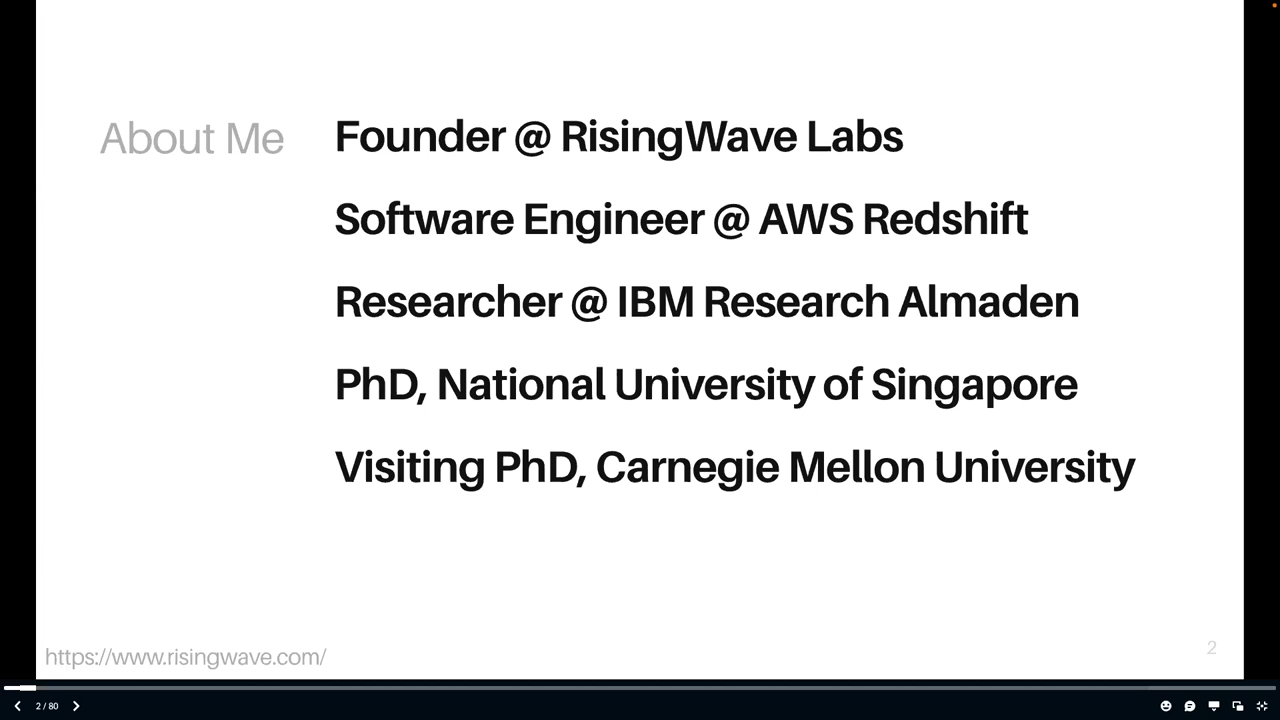 About Me
Founder @ RisingWave Labs
Software Engineer @ AWS Redshift
Researcher @ IBM Research Almaden
PhD, National University of Singapore
Visiting PhD, Carnegie Mellon University
https://www.risingwave.com/
2
2 / 80